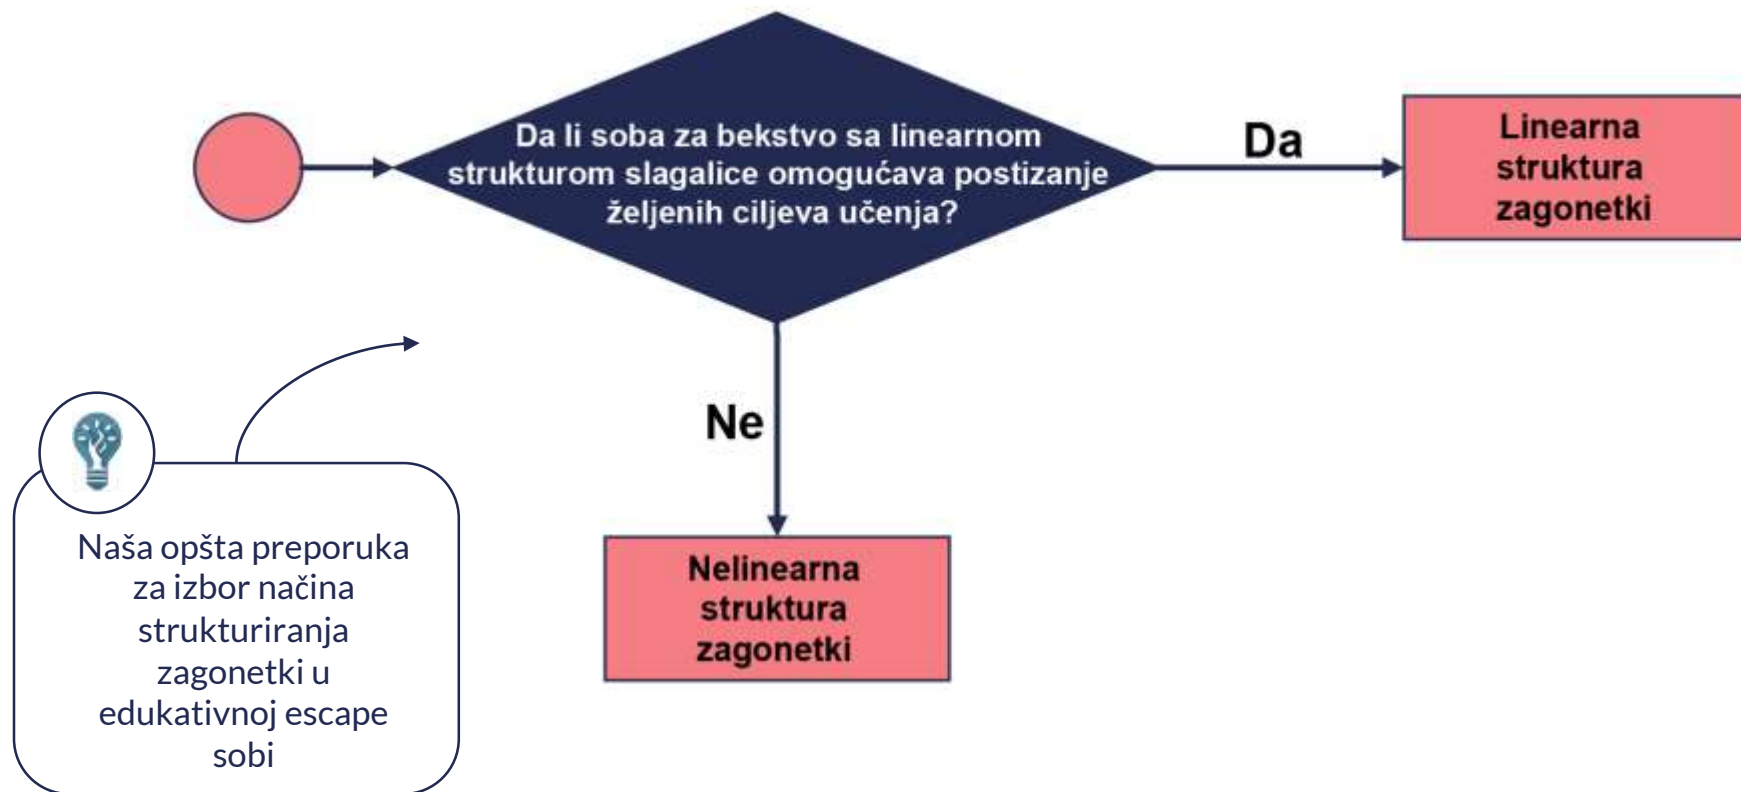 Da li soba za bekstvo sa linearnom
strukturom slagalice omogućava postizanje
željenih ciljeva učenja?
Da
Linearna
struktura
zagonetki
Ne
Nelinearna
struktura
zagonetki
Naša opšta preporuka
za izbor načina
strukturiranja
zagonetki u
edukativnoj escape
sobi